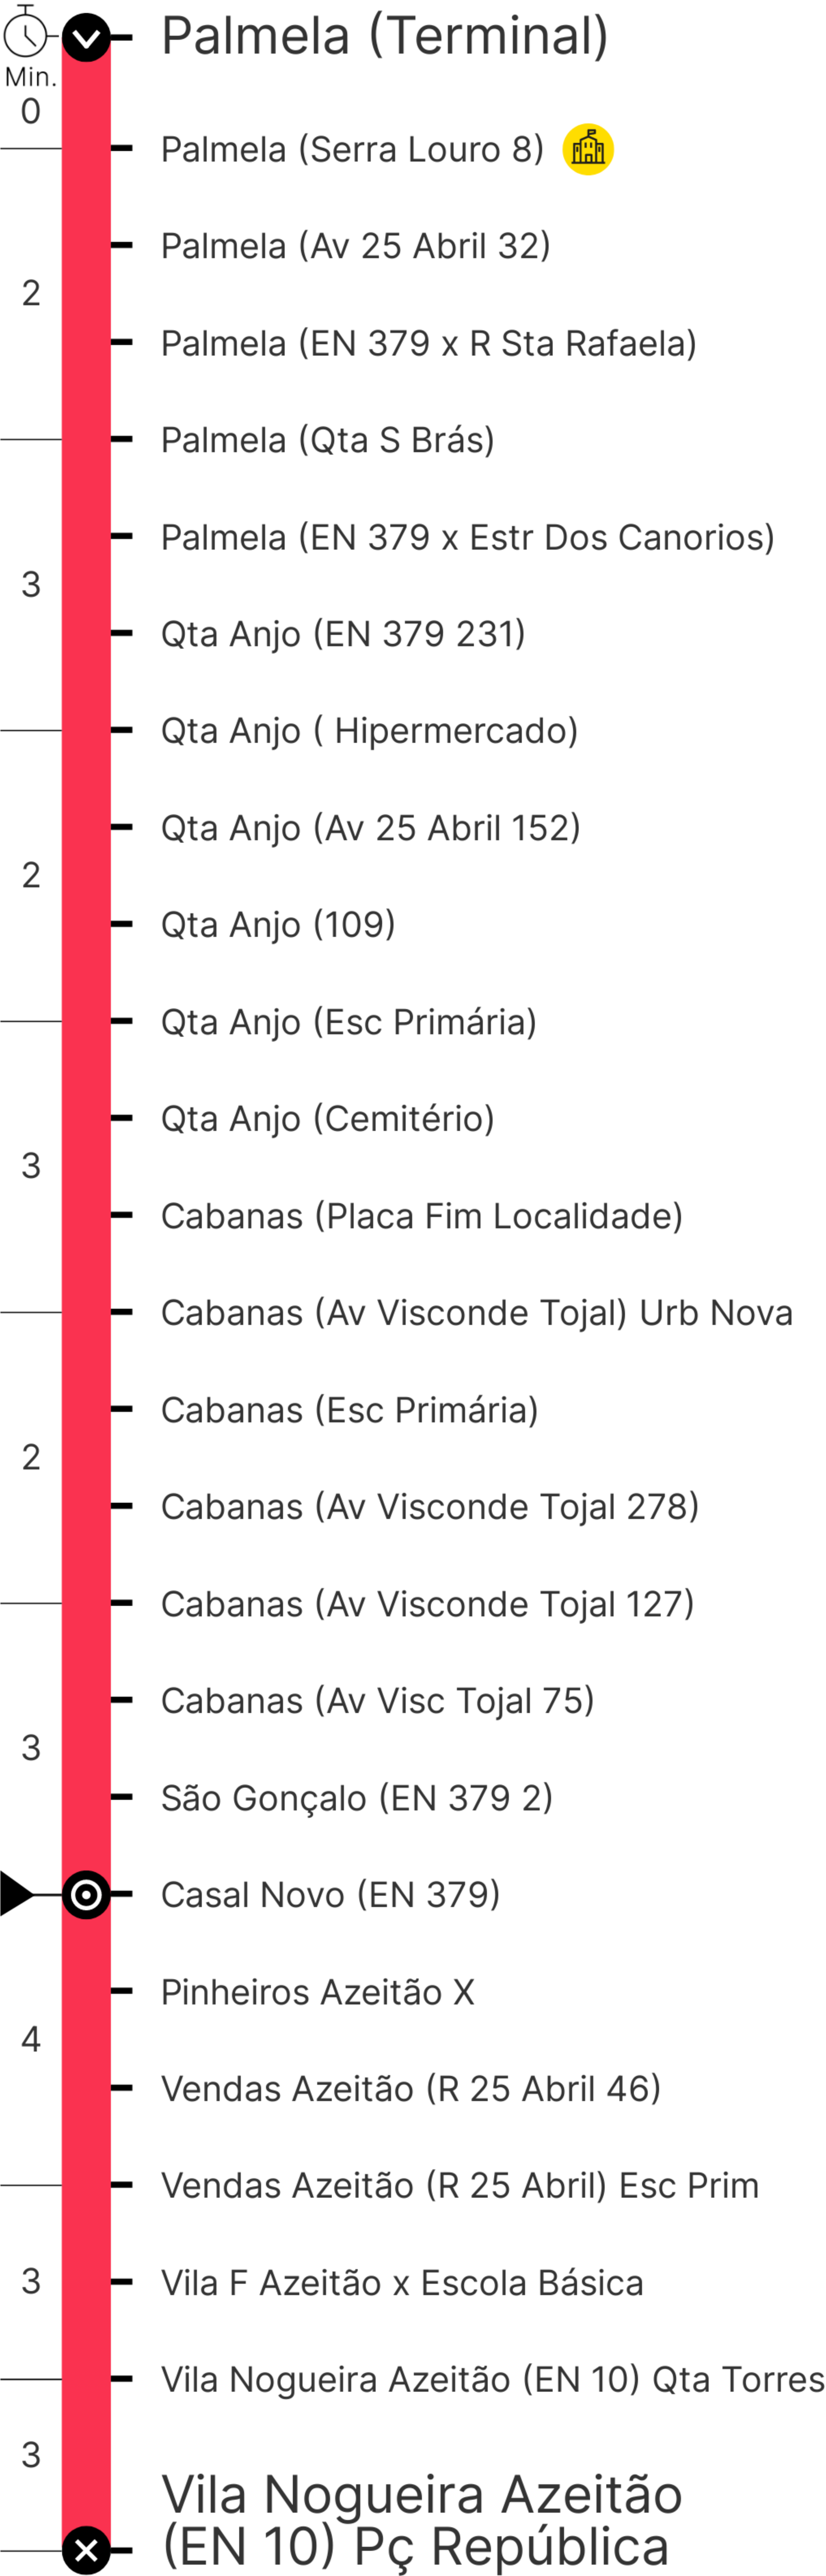 Palmela (Terminal)
Min.
0
Palmela (Serra Louro 8)
Palmela (Av 25 Abril 32)
2
Palmela (EN 379 x R Sta Rafaela)
Palmela (Qta S Brás)
Palmela (EN 379 x Estr Dos Canorios)
3
Qta Anjo (EN 379 231)
Qta Anjo ( Hipermercado)
Qta Anjo (Av 25 Abril 152)
2
Qta Anjo (109)
Qta Anjo (Esc Primária)
Qta Anjo (Cemitério)
3
Cabanas (Placa Fim Localidade)
Cabanas (Av Visconde Tojal) Urb Nova
Cabanas (Esc Primária)
2
Cabanas (Av Visconde Tojal 278)
Cabanas (Av Visconde Tojal 127)
Cabanas (Av Visc Tojal 75)
3
São Gonçalo (EN 379 2)
Casal Novo (EN 379)
Pinheiros Azeitão X
4
Vendas Azeitão (R 25 Abril 46)
Vendas Azeitão (R 25 Abril) Esc Prim
3
Vila F Azeitão x Escola Básica
Vila Nogueira Azeitão (EN 10) Qta Torres
3
Vila Nogueira Azeitão
(EN 10) Pç República